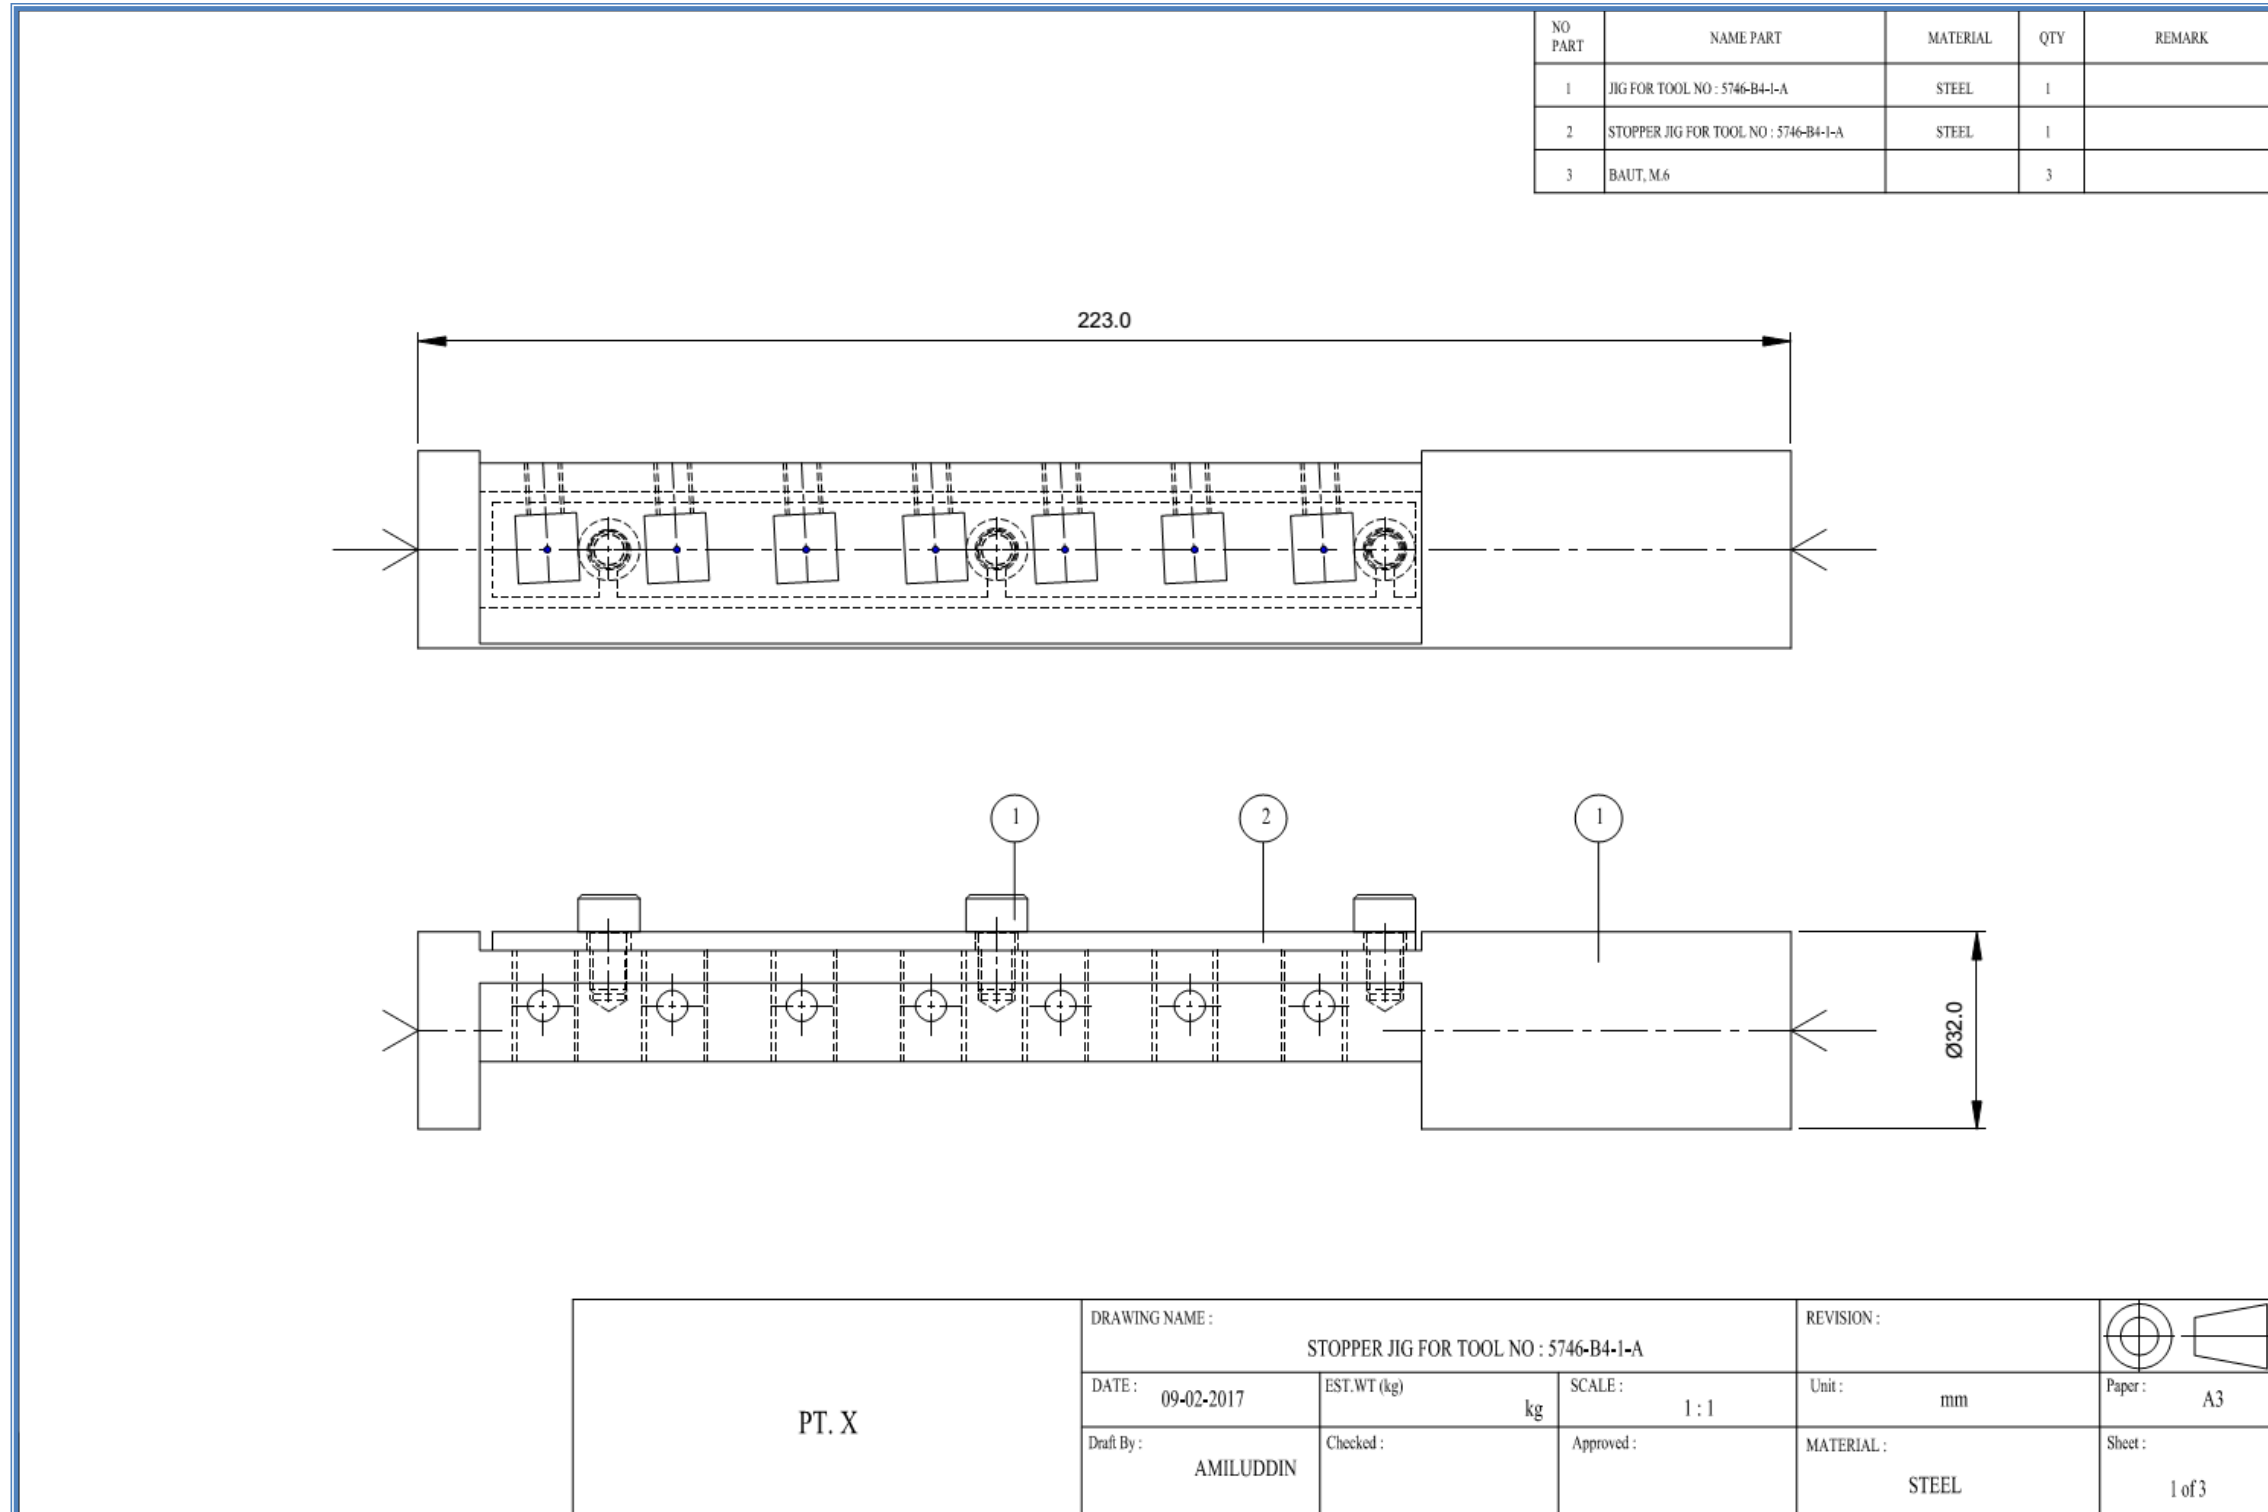 NO
PART
NAME PART
MATERIAL
QTY
REMARK
1
JIG FOR TOOL NO : 5746-B4-1-A
STEEL
1
2
STOPPER JIG FOR TOOL NO : 5746-B4-1-A
STEEL
1
3
BAUT, M.6
3
223.0
1
2
1
Ø32.0
PT. X
DRAWING NAME :
STOPPER JIG FOR TOOL NO : 5746-B4-1-A
REVISION :
DATE :
09-02-2017
EST.WT (kg)
kg
SCALE :
1 : 1
Unit :
mm
Paper :
A3
Draft By :
AMILUDDIN
Checked :
Approved :
MATERIAL :
STEEL
Sheet :
1 of 3